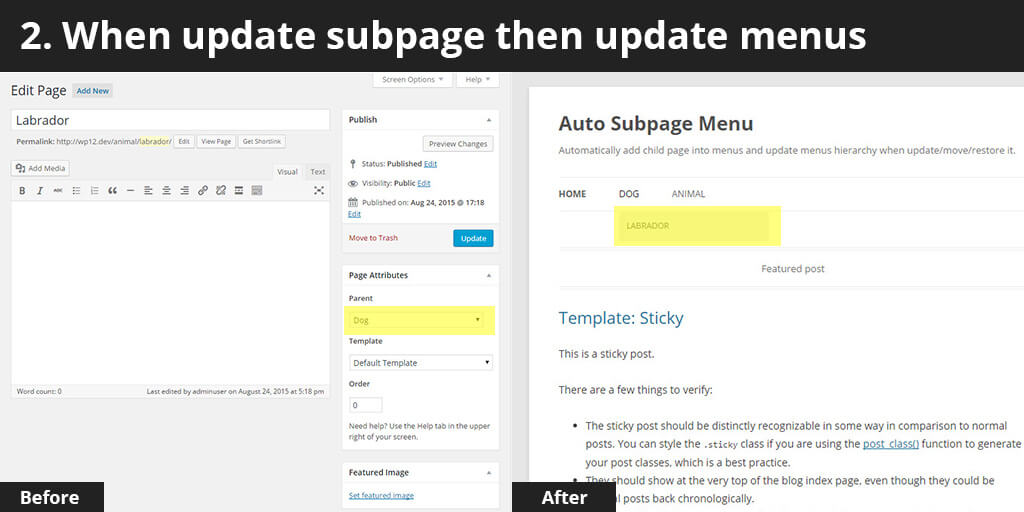 2. When update subpage then update menus
Screen Options
Help
Edit Page
Add New
Labrador
Permalink: http://wp12.dev/animal/labrador/
Edit
View Page
Get Shortlink
Add Media
Visual
Text
B
I
ABC
Word count: 0
Last edited by adminuser on August 24, 2015 at 5:18 pm
Publish
Preview Changes
Status: Published Edit
Visibility: Public Edit
Published on: Aug 24, 2015 @ 17:18
Edit
Move to Trash
Update
Page Attributes
Parent
Dog
Template
Default Template
Order
0
Need help? Use the Help tab in the upper
right of your screen.
Featured Image
Set featured image
Before
Auto Subpage Menu
Automatically add child page into menus and update menus hierarchy when update/move/restore it.
HOME
DOG
ANIMAL
LABRADOR
Featured post
Template: Sticky
This is a sticky post.
There are a few things to verify:
• The sticky post should be distinctly recognizable in some way in comparison to normal
posts. You can style the .sticky class if you are using the post_class() function to generate
your post classes, which is a best practice.
• They should show at the very top of the blog index page, even though they could be
posts back chronologically.
After